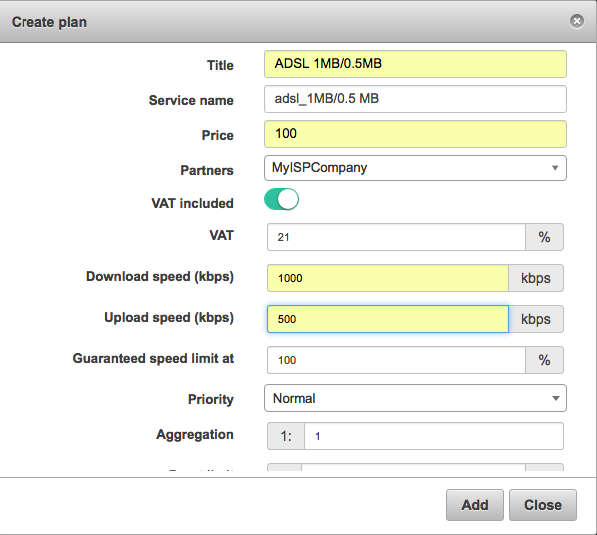 Create plan
Title ADSL 1MB/0.5MB
Service name adsl_1MB/0.5 MB
Price 100
Partners MyISPCompany
VAT included
VAT 21 %
Download speed (kbps) 1000 kbps
Upload speed (kbps) 500 kbps
Guaranteed speed limit at 100 %
Priority Normal
Aggregation 1: 1
Add Close